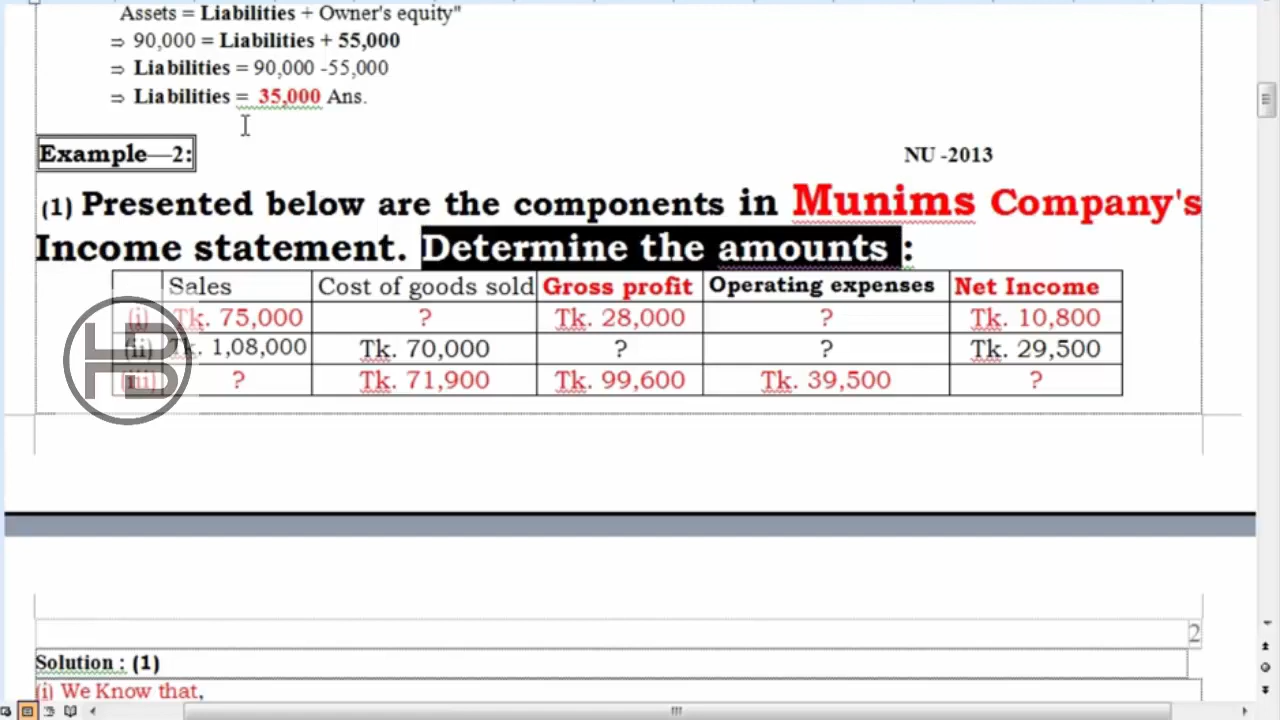 Assets = Liabilities + Owner's equity"
⇒ 90,000 = Liabilities + 55,000
⇒ Liabilities = 90,000 -55,000
⇒ Liabilities = 35,000 Ans.
Example—2: NU -2013
(1) Presented below are the components in Munims Company's
Income statement. Determine the amounts :
Sales Cost of goods sold Gross profit Operating expenses Net Income
(i) Tk. 75,000 ? Tk. 28,000 ? Tk. 10,800
(ii) Tk. 1,08,000 Tk. 70,000 ? ? Tk. 29,500
(iii) ? Tk. 71,900 Tk. 99,600 Tk. 39,500 ?
2
Solution : (1)
(i) We Know that,